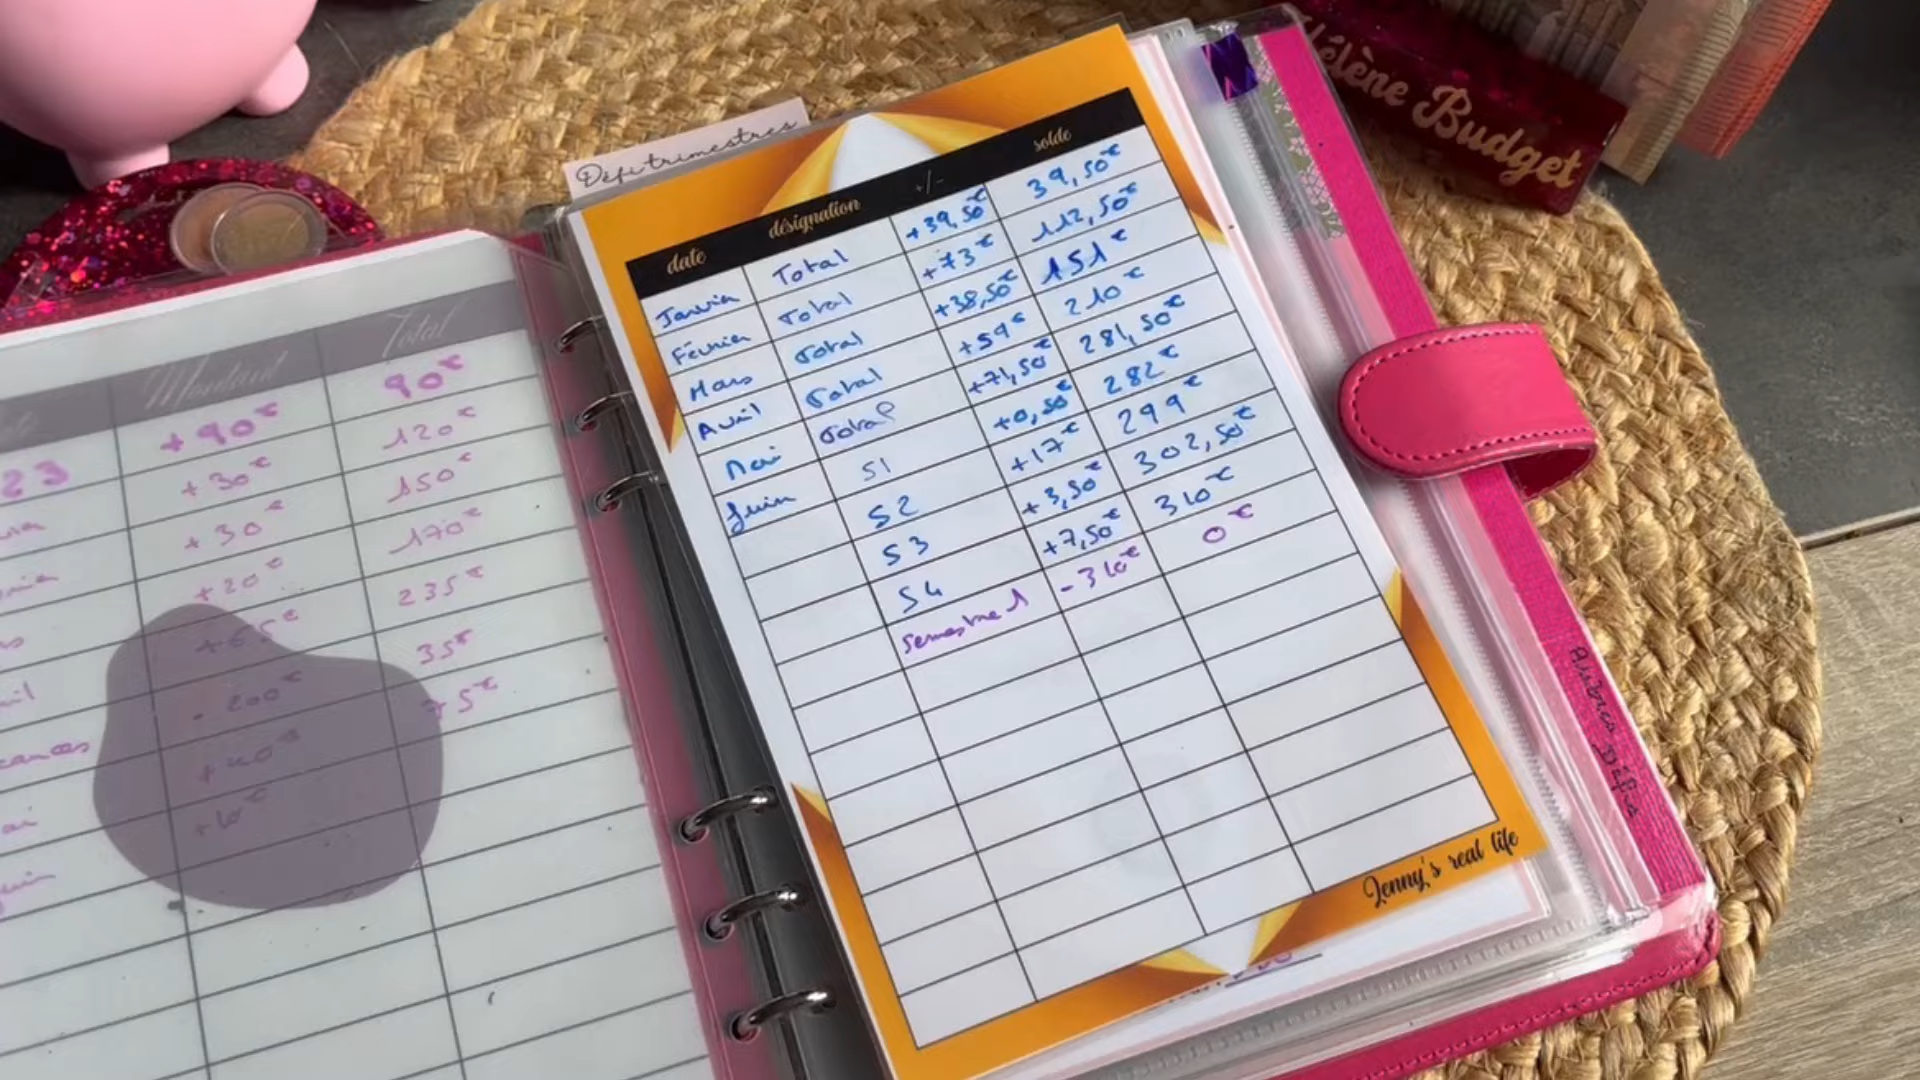 Hélène Budget
Défi trimestres
date désignation +/- solde
Janvier Total +39,50€ 39,50€
Février Total +73€ 112,50€
Mars Total +38,50€ 151€
Avril Total +59€ 210€
Mai Total +71,50€ 281,50€
Juin S1 +0,50€ 282€
S2 +17€ 299€
S3 +3,50€ 302,50€
S4 +7,50€ 310€
Semestre 1 -310€ 0€
Jenny's real life
Montant Total
23 +90€ 90€
+30€ 120€
+30€ 150€
+20€ 170€
+65€ 235€
- 200€ 35€
+40€ 75€
+10€